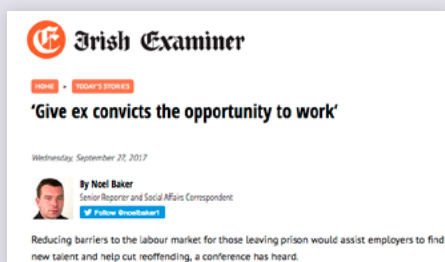 Irish Examiner
HOME ▸ TODAY'S STORIES
‘Give ex convicts the opportunity to work’
Wednesday, September 27, 2017
By Noel Baker
Senior Reporter and Social Affairs Correspondent
Follow @noelbaker1
Reducing barriers to the labour market for those leaving prison would assist employers to find
new talent and help cut reoffending, a conference has heard.